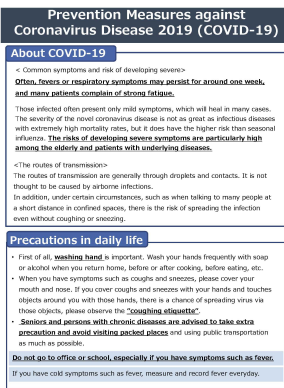 Prevention Measures against
Coronavirus Disease 2019 (COVID-19)
About COVID-19
< Common symptoms and risk of developing severe>
Often, fevers or respiratory symptoms may persist for around one week,
and many patients complain of strong fatigue.
Those infected often present only mild symptoms, which will heal in many cases.
The severity of the novel coronavirus disease is not as great as infectious diseases
with extremely high mortality rates, but it does have the higher risk than seasonal
influenza. The risks of developing severe symptoms are particularly high
among the elderly and patients with underlying diseases.
<The routes of transmission>
The routes of transmission are generally through droplets and contacts. It is not
thought to be caused by airborne infections.
In addition, under certain circumstances, such as when talking to many people at
a short distance in confined spaces, there is the risk of spreading the infection
even without coughing or sneezing.
Precautions in daily life
• First of all, washing hand is important. Wash your hands frequently with soap
or alcohol when you return home, before or after cooking, before eating, etc.
• When you have symptoms such as coughs and sneezes, please cover your
mouth and nose. If you cover coughs and sneezes with your hands and touches
objects around you with those hands, there is a chance of spreading virus via
those objects, please observe the "coughing etiquette".
• Seniors and persons with chronic diseases are advised to take extra
precaution and avoid visiting packed places and using public transportation
as much as possible.
Do not go to office or school, especially if you have symptoms such as fever.
If you have cold symptoms such as fever, measure and record fever everyday.